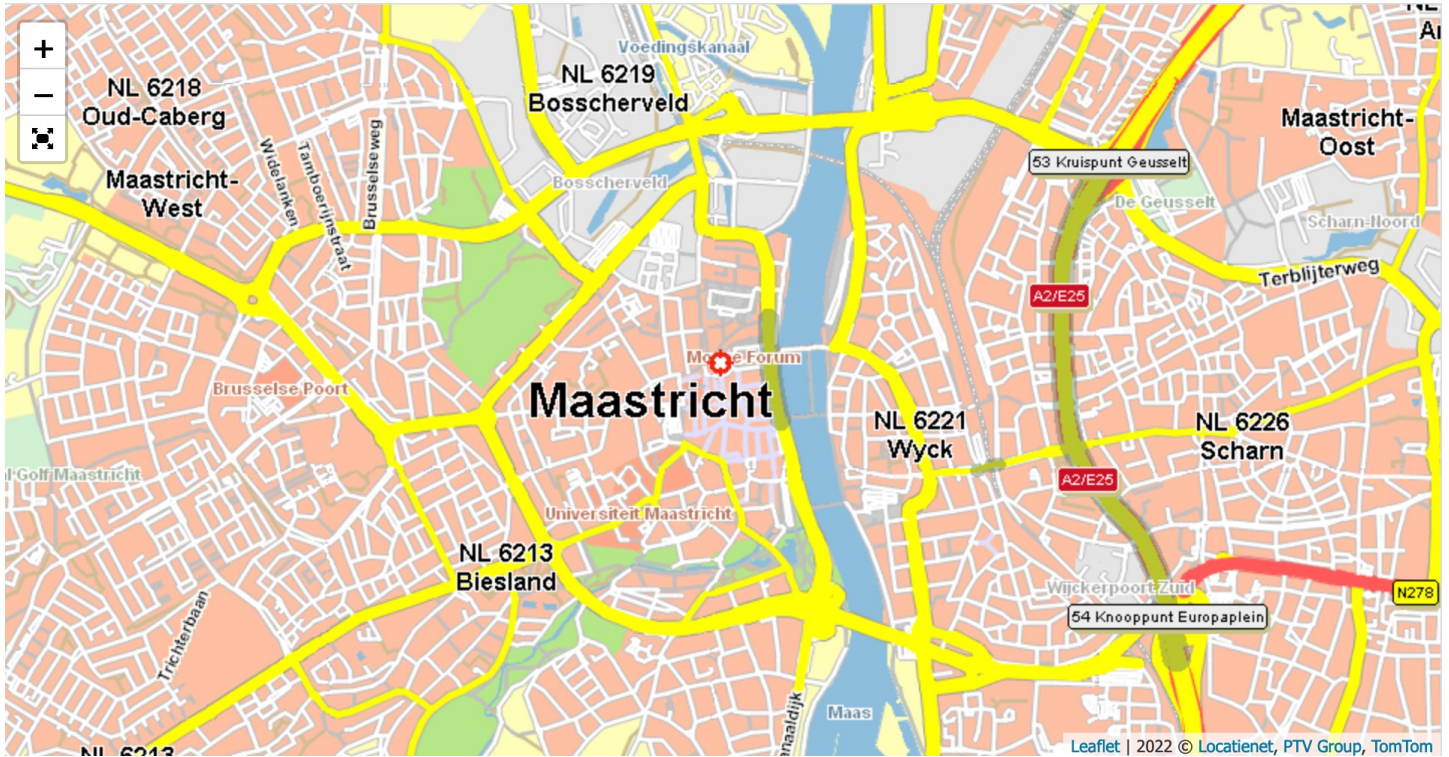 +
−
NL 6218
Oud-Caberg
Maastricht-
West
Widelanken
Tamboerijnstraat
Brusselseweg
Voedingskanaal
NL 6219
Bosscherveld
Bosscherveld
53 Kruispunt Geusselt
Maastricht-
Oost
De Geusselt
Scharn-Noord
Terblijterweg
A2/E25
Forum
Brusselse Poort
Maastricht
NL 6221
Wyck
NL 6226
Scharn
Golf Maastricht
A2/E25
Universiteit Maastricht
NL 6213
Biesland
Wijckerpoort Zuid
N278
54 Knooppunt Europaplein
Trichterbaan
Maas
NL 6213
Leaflet | 2022 © Locatienet, PTV Group, TomTom